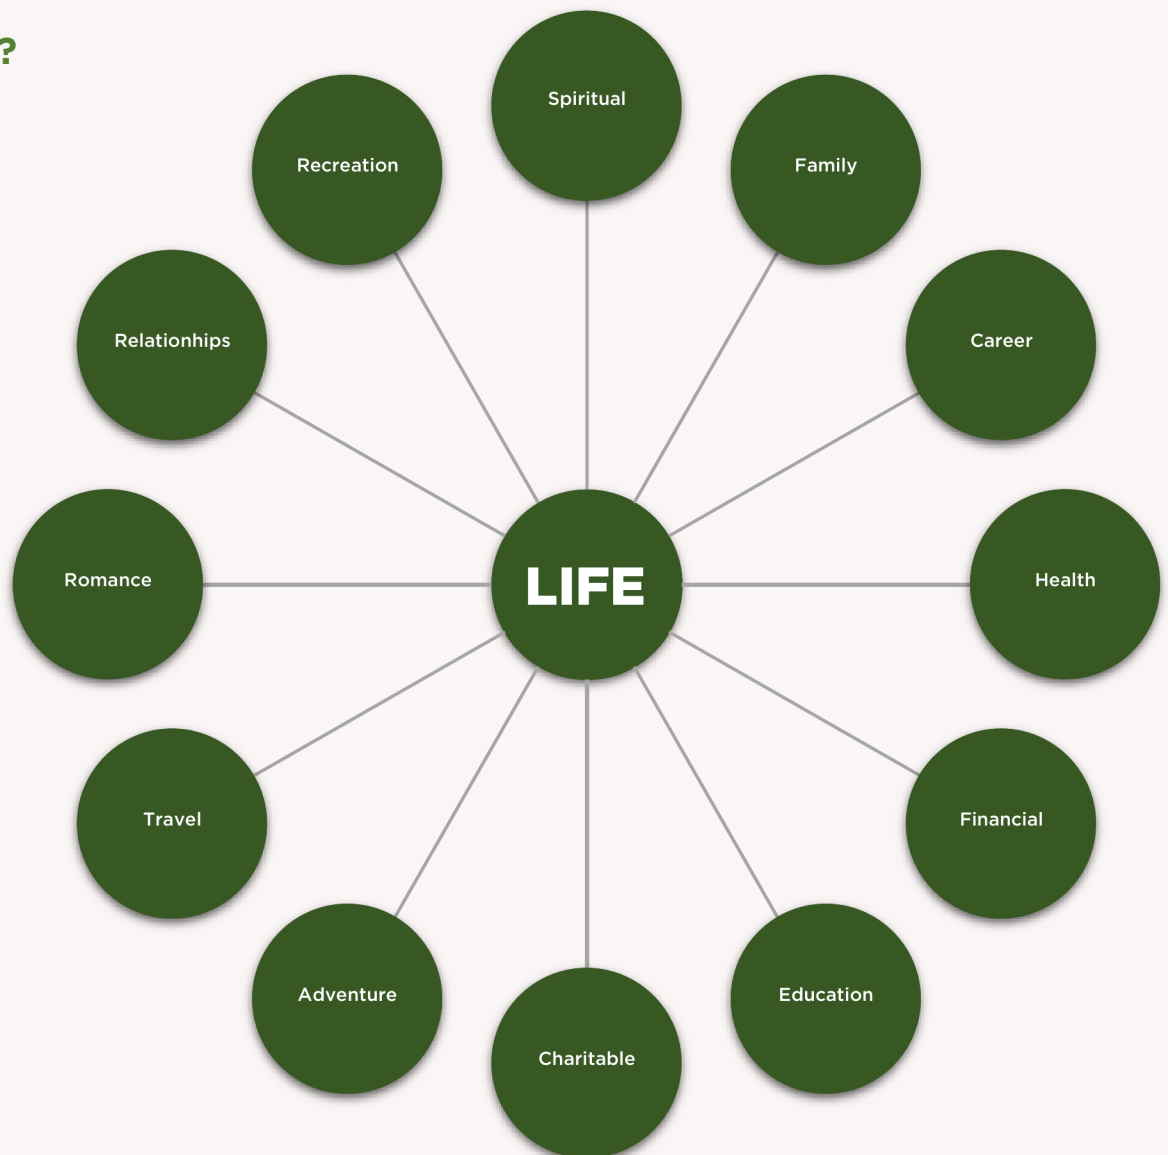 ?
Spiritual
Family
Recreation
Career
Relationhips
LIFE
Health
Romance
Financial
Travel
Education
Adventure
Charitable